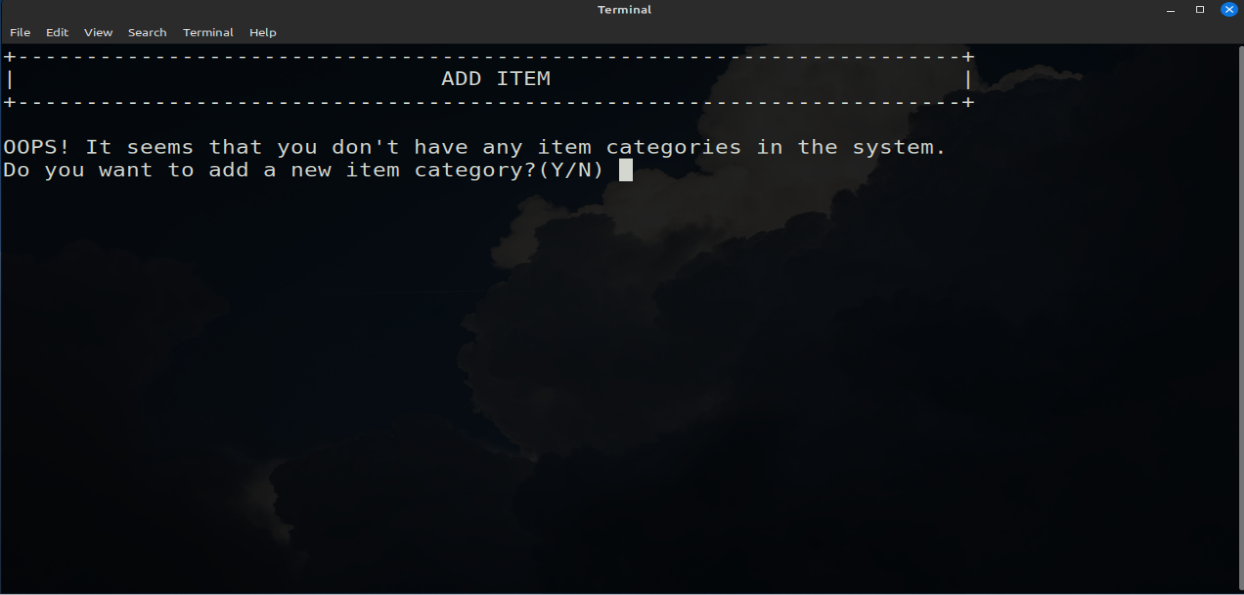 Terminal
File Edit View Search Terminal Help
+---------------------------------------------------------------------+
| ADD ITEM |
+---------------------------------------------------------------------+
OOPS! It seems that you don't have any item categories in the system.
Do you want to add a new item category?(Y/N)